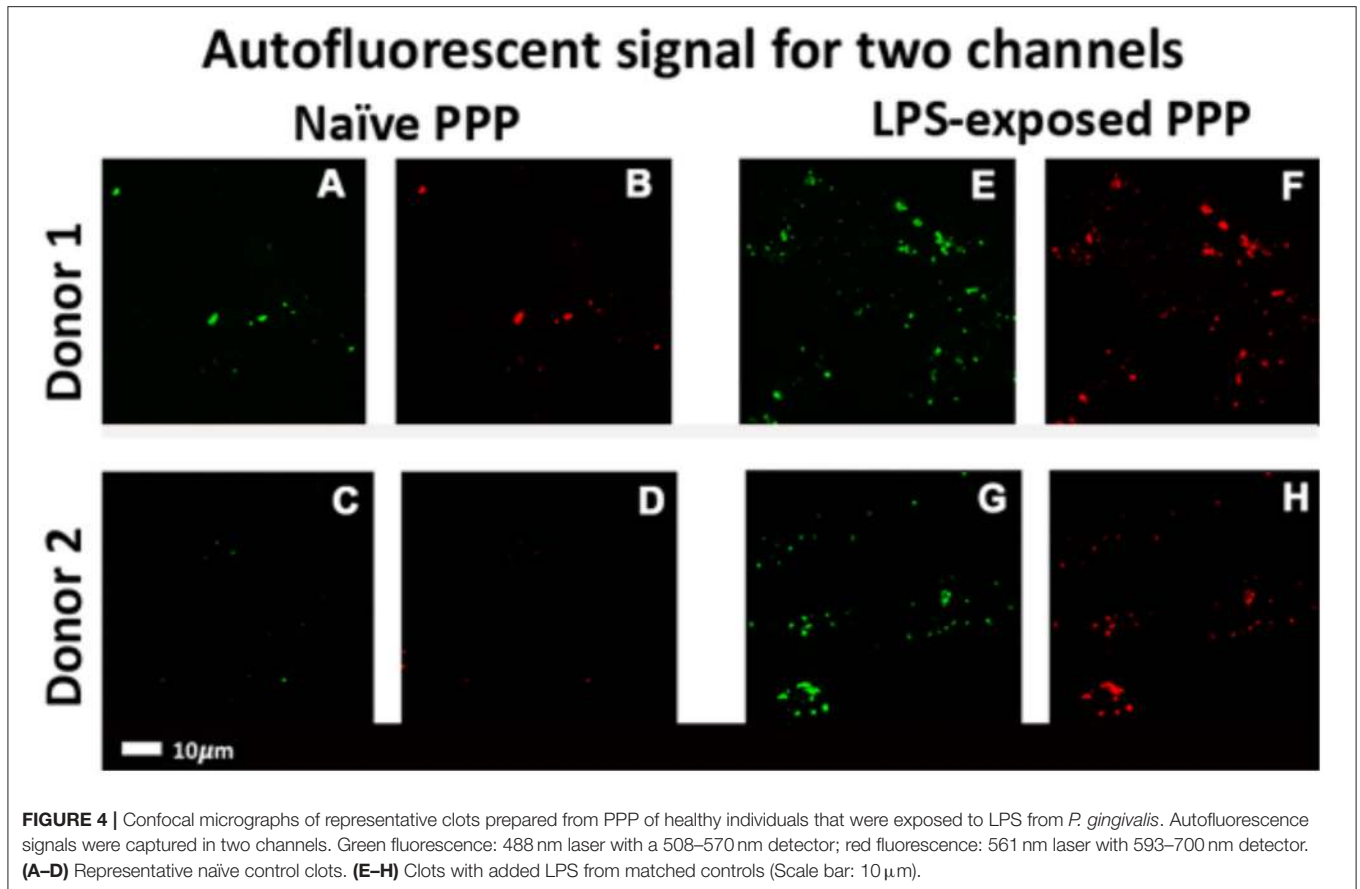 Autofluorescent signal for two channels
Naïve PPP
LPS-exposed PPP
Donor 1
A
B
E
F
Donor 2
C
D
G
H
10μm
FIGURE 4 | Confocal micrographs of representative clots prepared from PPP of healthy individuals that were exposed to LPS from P. gingivalis. Autofluorescence
signals were captured in two channels. Green fluorescence: 488 nm laser with a 508–570 nm detector; red fluorescence: 561 nm laser with 593–700 nm detector.
(A–D) Representative naïve control clots. (E–H) Clots with added LPS from matched controls (Scale bar: 10 μm).